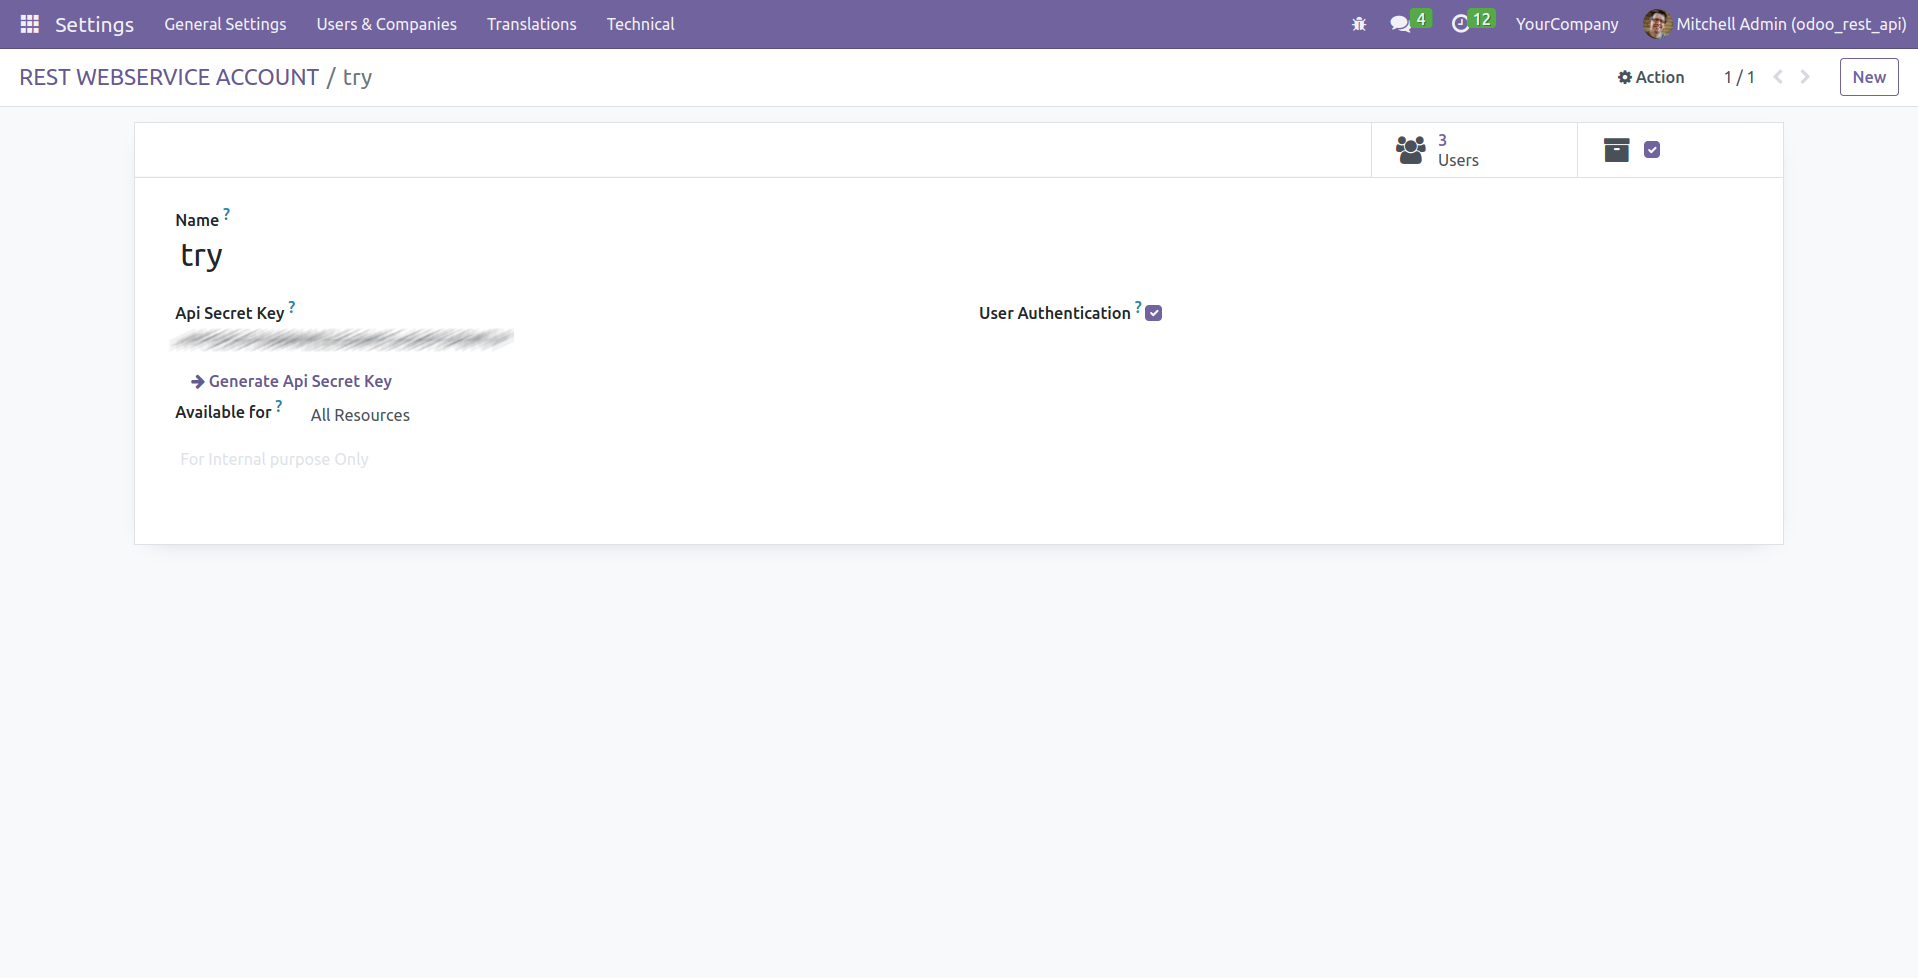 Settings General Settings Users & Companies Translations Technical 4 12 YourCompany Mitchell Admin (odoo_rest_api)
REST WEBSERVICE ACCOUNT / try Action 1 / 1 New
3
Users
Name ?
try
Api Secret Key ? User Authentication ?
Generate Api Secret Key
Available for ? All Resources
For Internal purpose Only